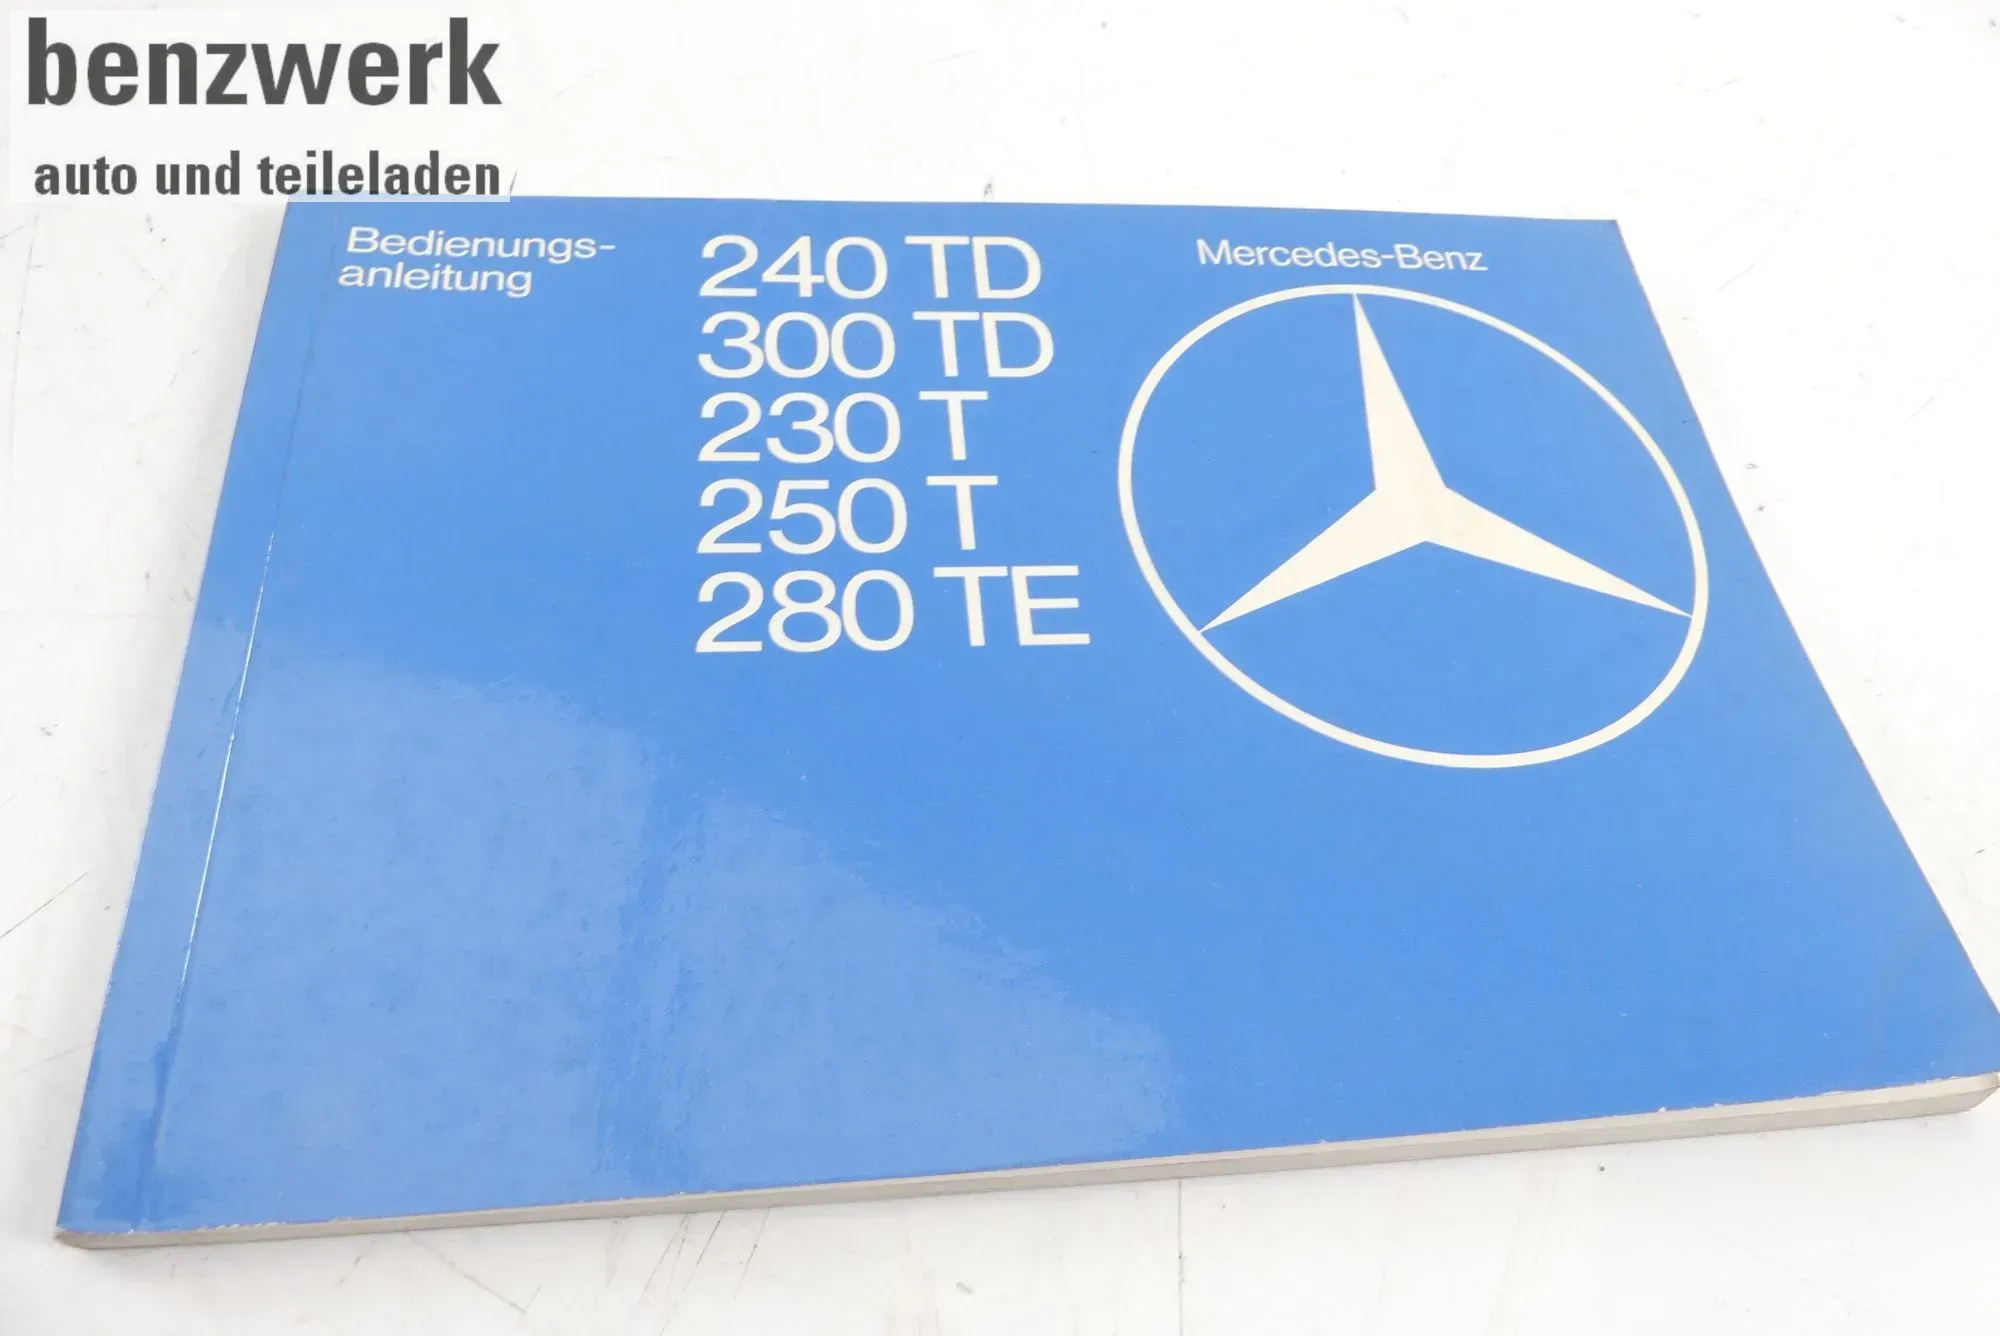 benzwerk
auto und teileladen
Bedienungs-
anleitung
240 TD
300 TD
230 T
250 T
280 TE
Mercedes-Benz